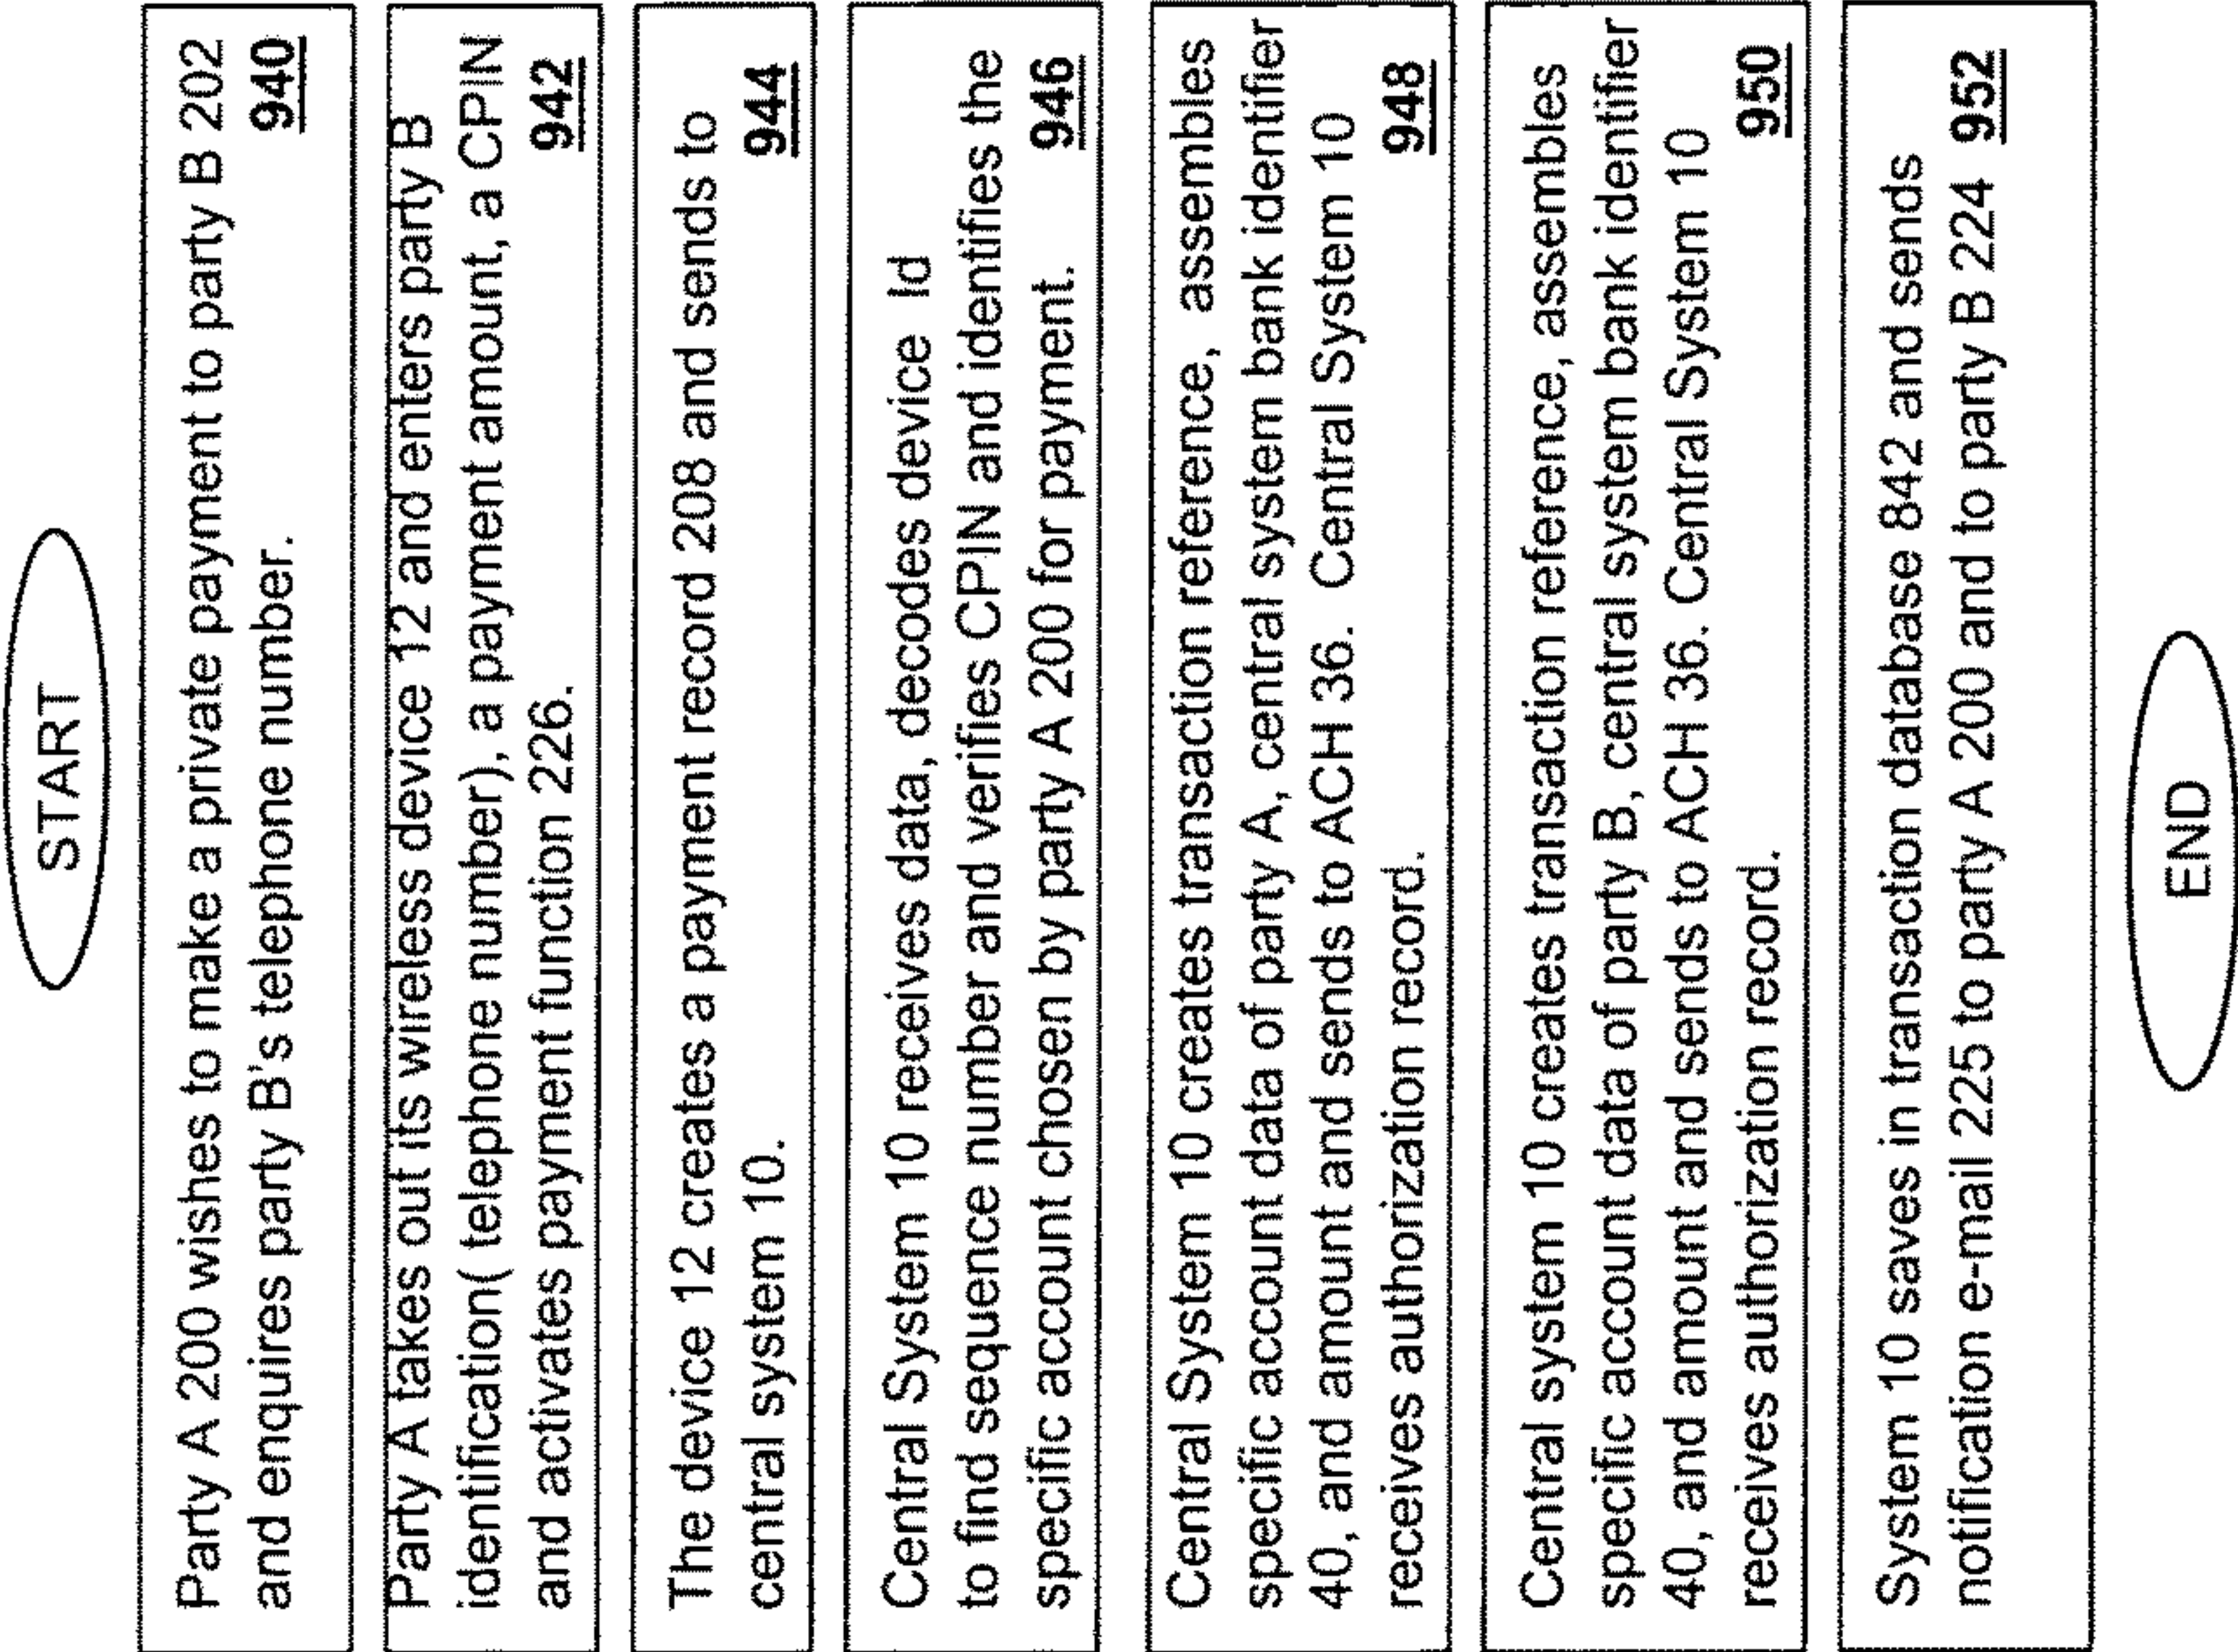 START
Party A 200 wishes to make a private payment to party B 202
and enquires party B's telephone number. 940
Party A takes out its wireless device 12 and enters party B
identification( telephone number), a payment amount, a CPIN
and activates payment function 226. 942
The device 12 creates a payment record 208 and sends to
central system 10. 944
Central System 10 receives data, decodes device Id
to find sequence number and verifies CPIN and identifies the
specific account chosen by party A 200 for payment. 946
Central System 10 creates transaction reference, assembles
specific account data of party A, central system bank identifier
40, and amount and sends to ACH 36. Central System 10
receives authorization record. 948
Central system 10 creates transaction reference, assembles
specific account data of party B, central system bank identifier
40, and amount and sends to ACH 36. Central System 10
receives authorization record. 950
System 10 saves in transaction database 842 and sends
notification e-mail 225 to party A 200 and to party B 224 952
END